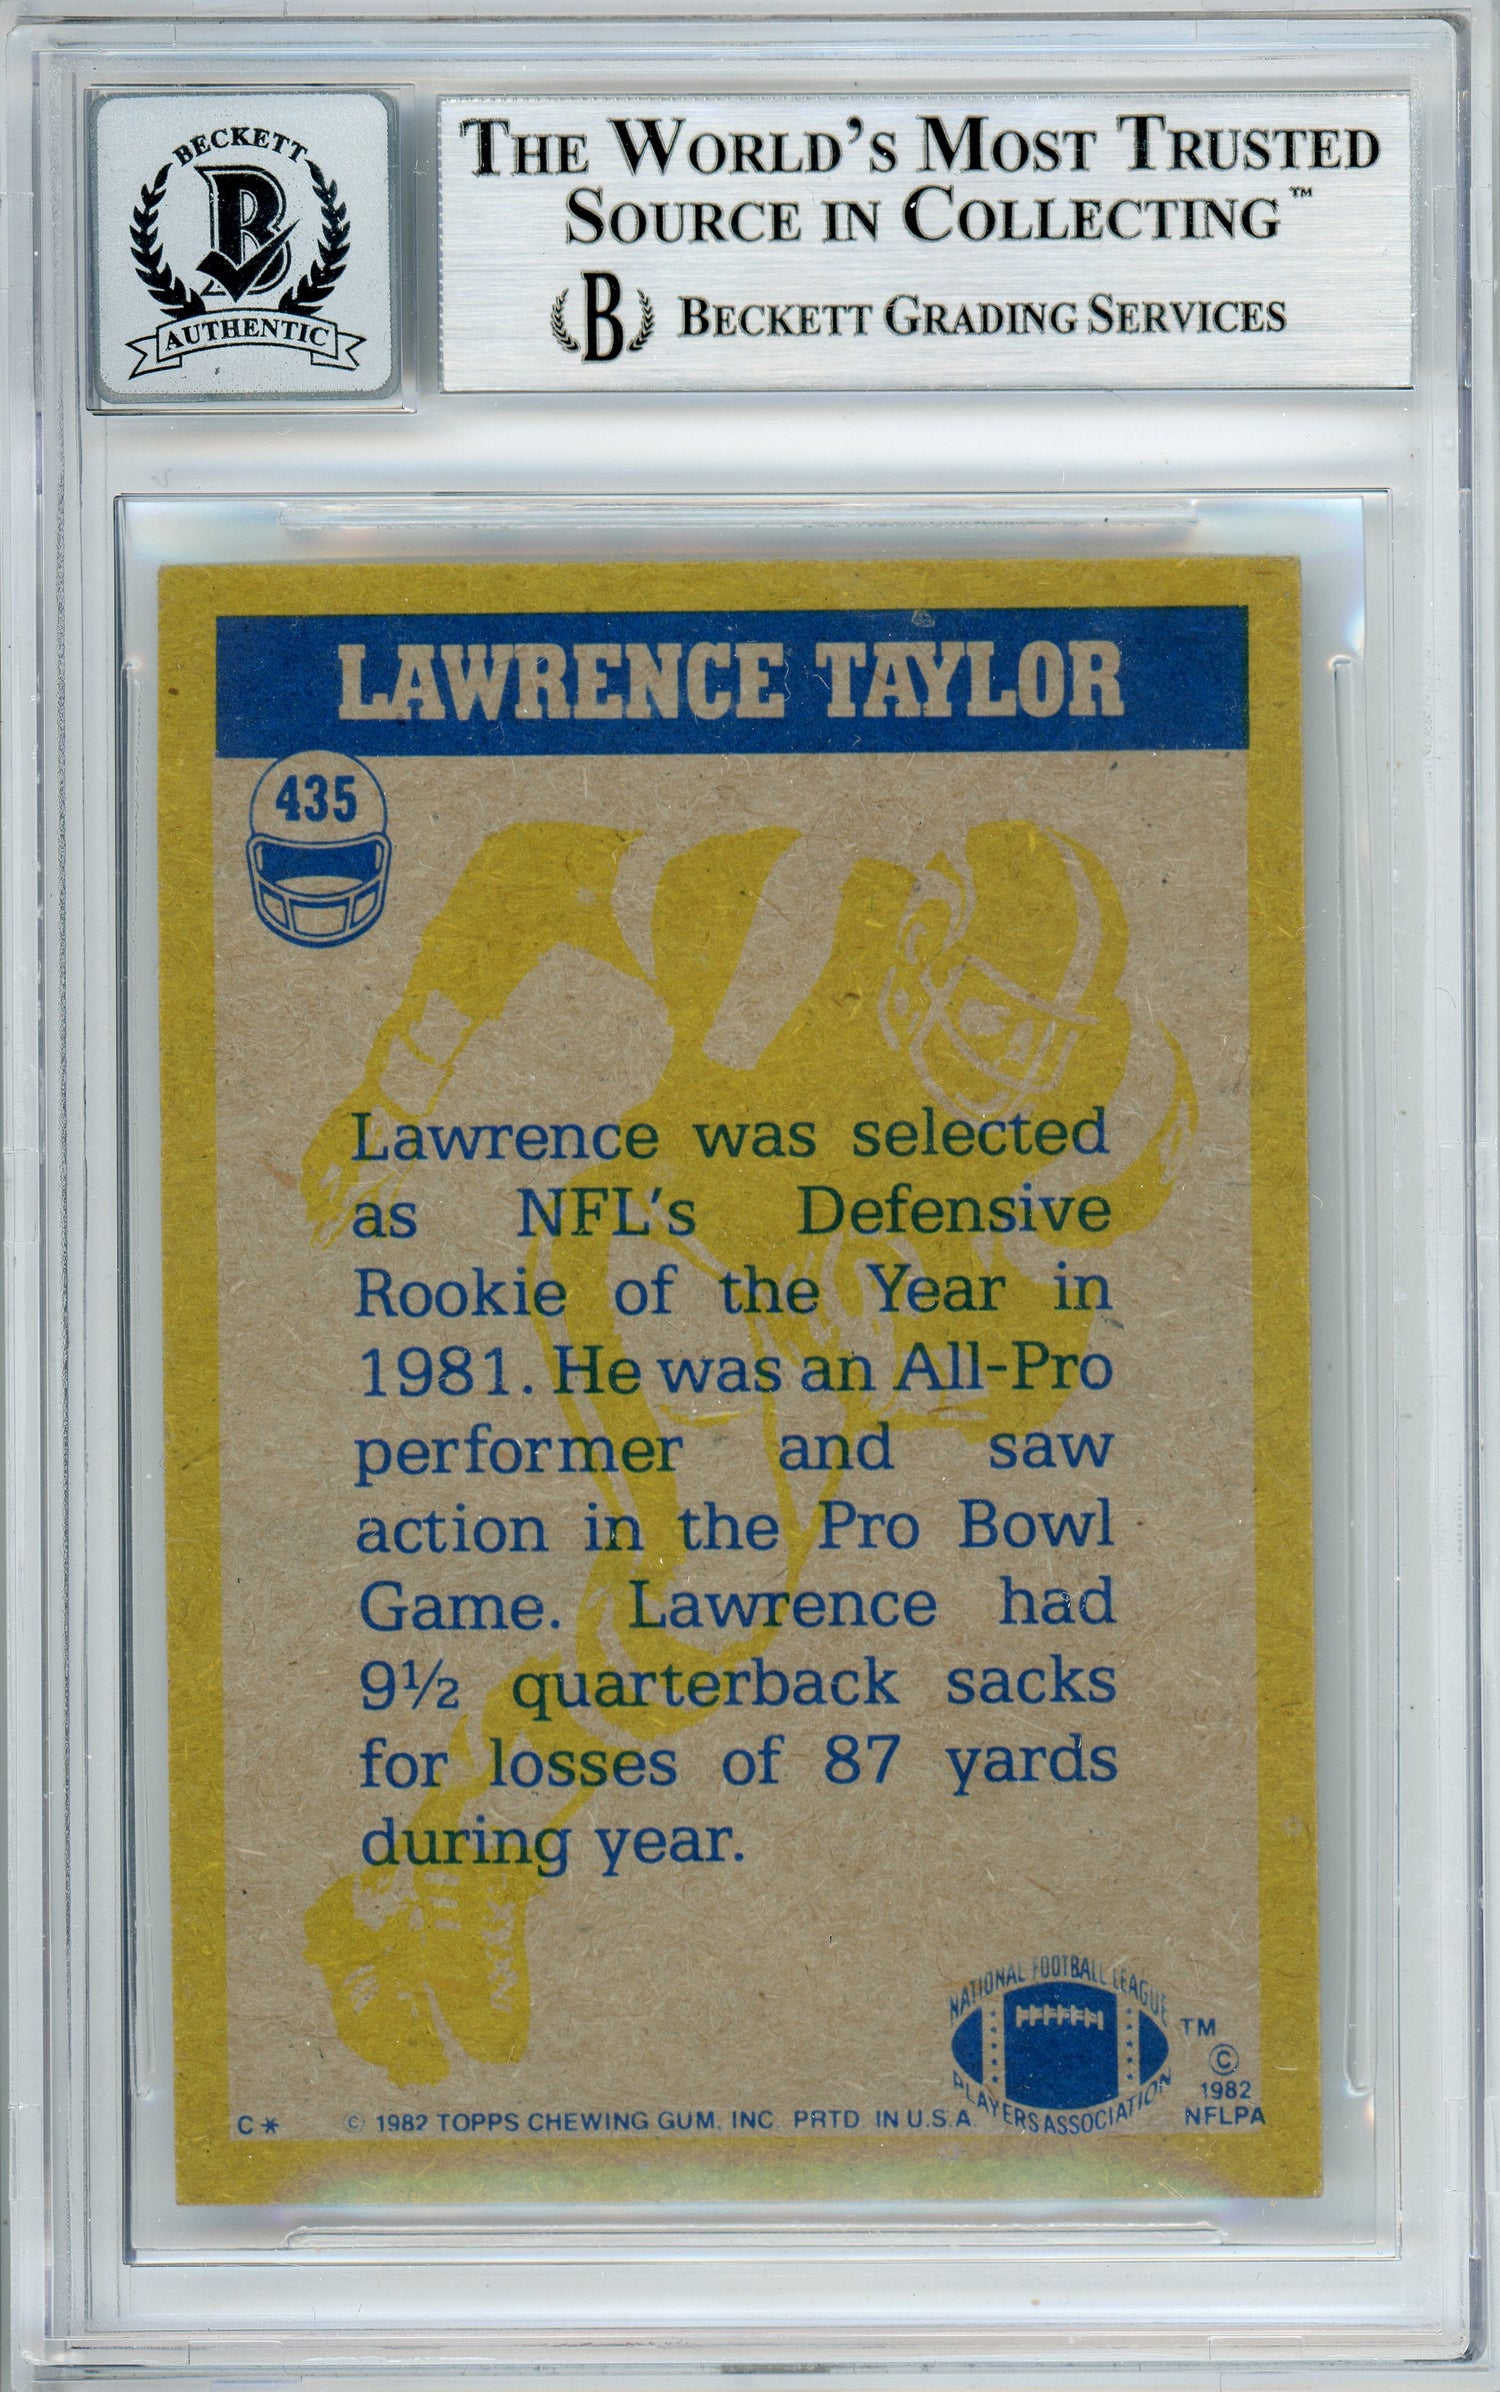 BECKETT
B
AUTHENTIC
THE WORLD'S MOST TRUSTED
SOURCE IN COLLECTING™
B BECKETT GRADING SERVICES
LAWRENCE TAYLOR
435
Lawrence was selected
as NFL's Defensive
Rookie of the Year in
1981. He was an All-Pro
performer and saw
action in the Pro Bowl
Game. Lawrence had
9½ quarterback sacks
for losses of 87 yards
during year.
NATIONAL FOOTBALL LEAGUE
PLAYERS ASSOCIATION
TM
©
1982
NFLPA
C* © 1982 TOPPS CHEWING GUM, INC. PRTD. IN U.S.A.